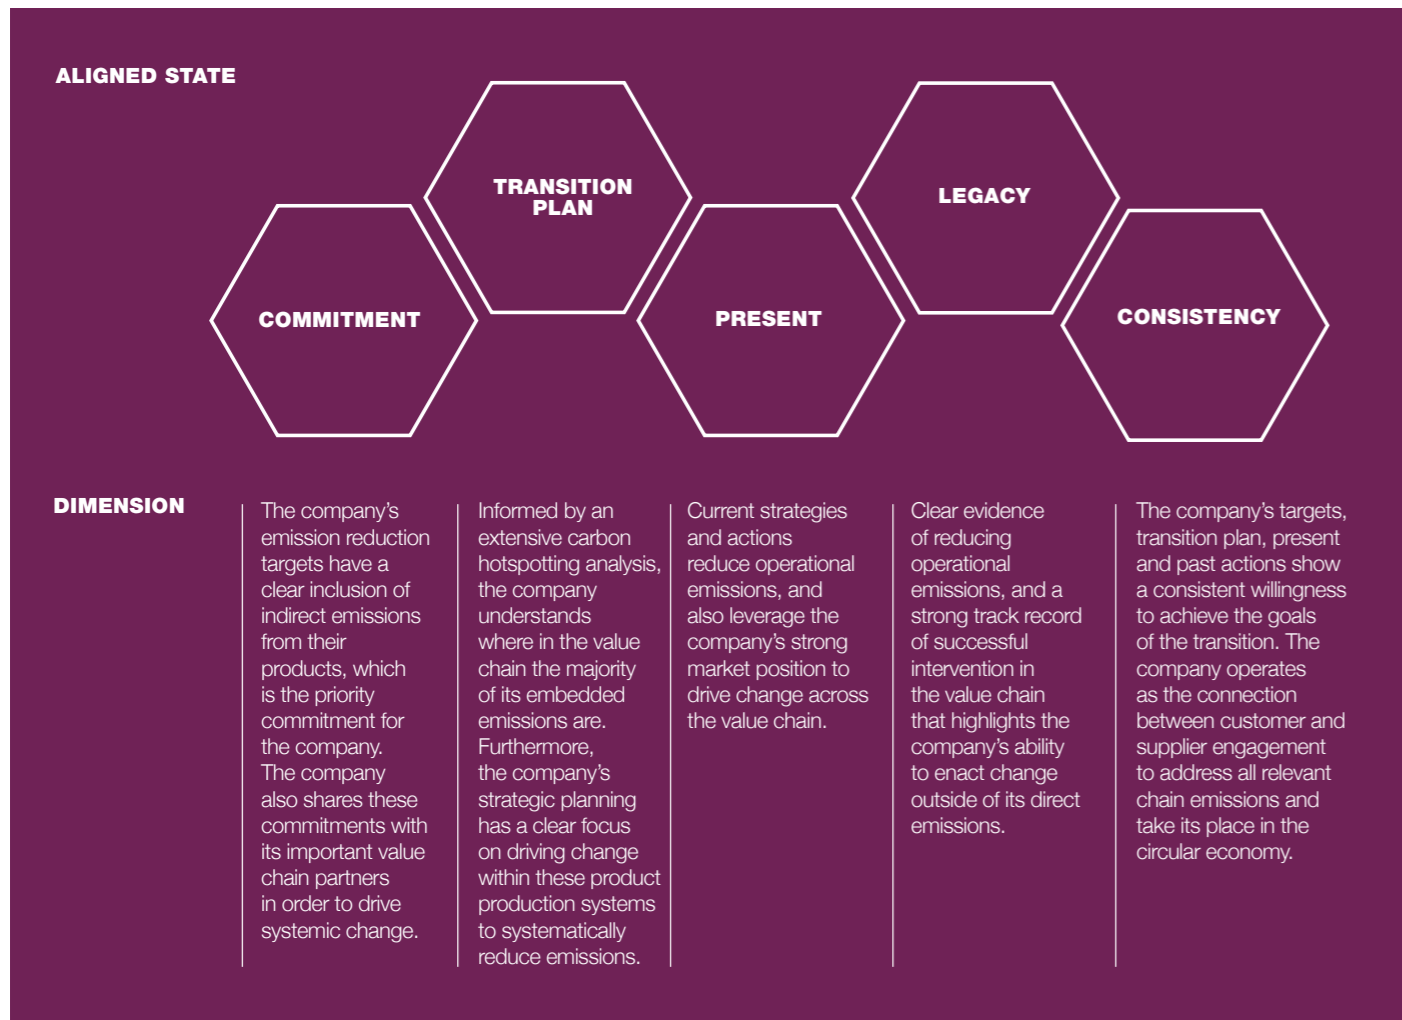 ALIGNED STATE
TRANSITION
PLAN
LEGACY
COMMITMENT
PRESENT
CONSISTENCY
DIMENSION
The company’s
emission reduction
targets have a
clear inclusion of
indirect emissions
from their
products, which
is the priority
commitment for
the company.
The company
also shares these
commitments with
its important value
chain partners
in order to drive
systemic change.
Informed by an
extensive carbon
hotspotting analysis,
the company
understands
where in the value
chain the majority
of its embedded
emissions are.
Furthermore,
the company’s
strategic planning
has a clear focus
on driving change
within these product
production systems
to systematically
reduce emissions.
Current strategies
and actions
reduce operational
emissions, and
also leverage the
company’s strong
market position to
drive change across
the value chain.
Clear evidence
of reducing
operational
emissions, and a
strong track record
of successful
intervention in
the value chain
that highlights the
company’s ability
to enact change
outside of its direct
emissions.
The company’s targets,
transition plan, present
and past actions show
a consistent willingness
to achieve the goals
of the transition. The
company operates
as the connection
between customer and
supplier engagement
to address all relevant
chain emissions and
take its place in the
circular economy.